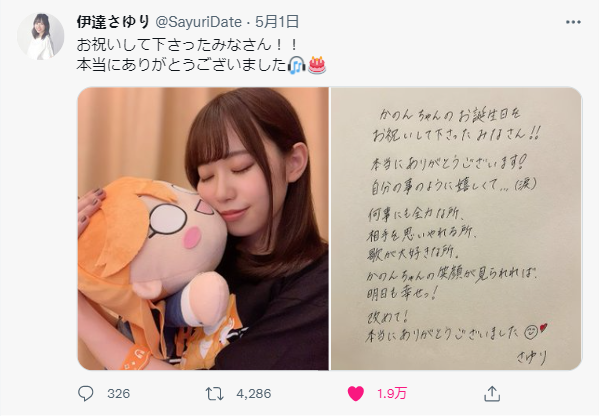 伊達さゆり @SayuriDate · 5月1日
お祝いして下さったみなさん！！
本当にありがとうございました🎧🎂
かのんちゃんのお誕生日を
お祝いして下さったみなさん!!
本当にありがとうございます!
自分の事のように嬉しくて…(涙)
何事にも全力な所、
相手を思いやれる所、
歌が大好きな所。
かのんちゃんの笑顔が見られれば、
明日も幸せっ!
改めて!
本当にありがとうございました
さゆり
326
4,286
1.9万